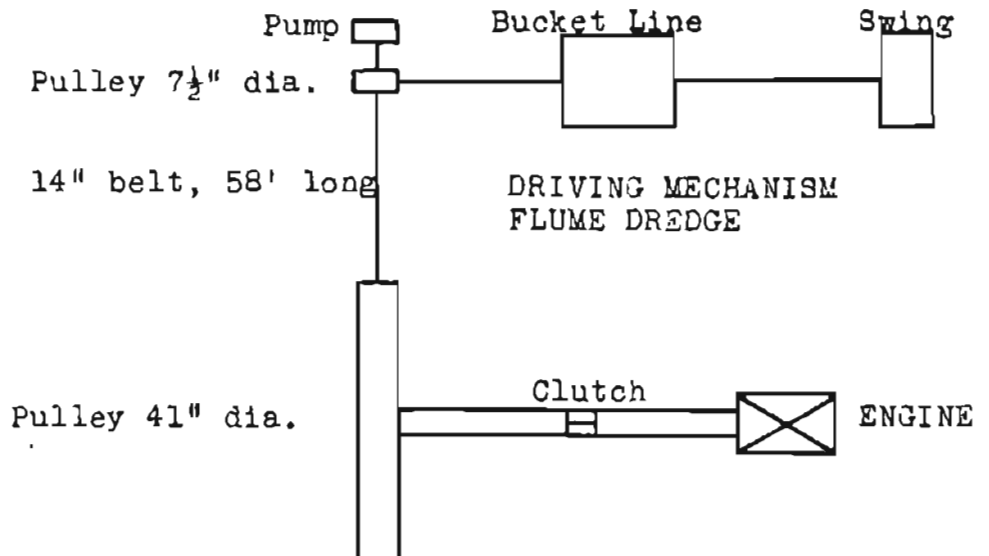 Pump
Bucket Line
Swing
Pulley 7½" dia.
14" belt, 58' long
DRIVING MECHANISM
FLUME DREDGE
Clutch
Pulley 41" dia.
ENGINE